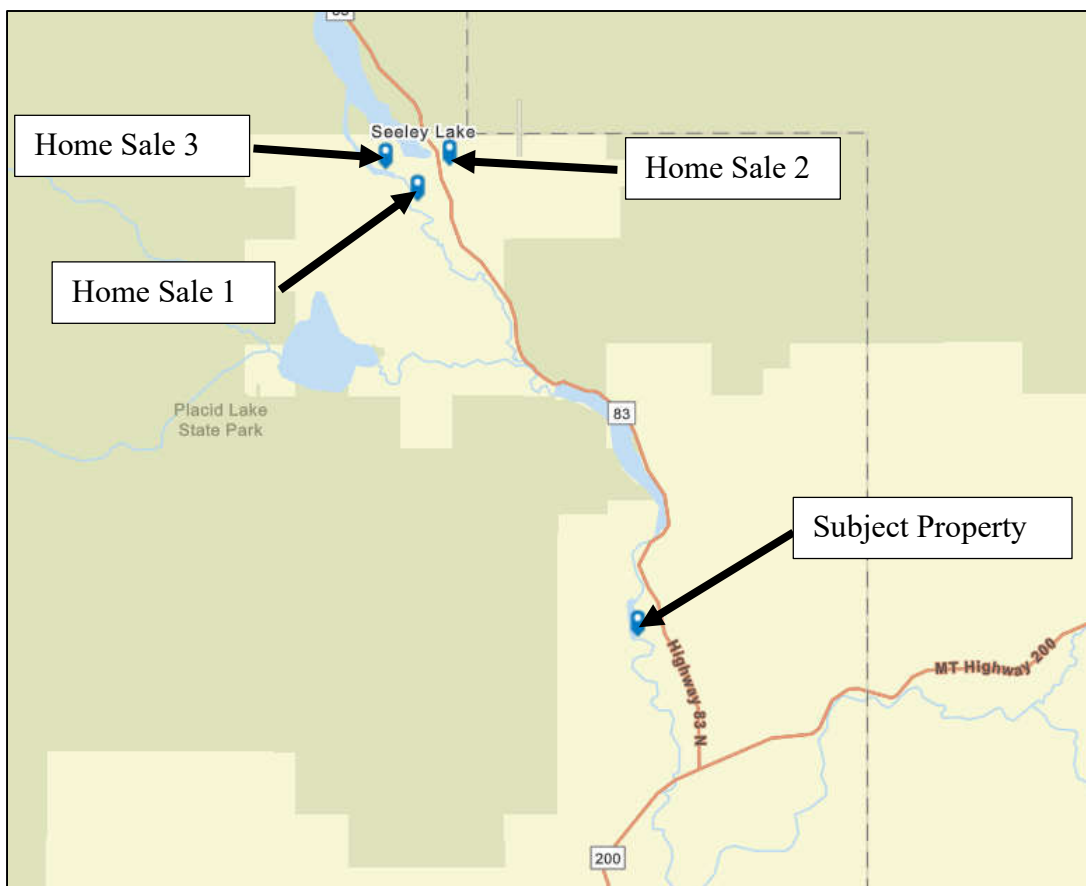 83
Seeley Lake
Home Sale 3
Home Sale 2
Home Sale 1
Placid Lake
State Park
83
Subject Property
Highway 83 N
MT Highway 200
200